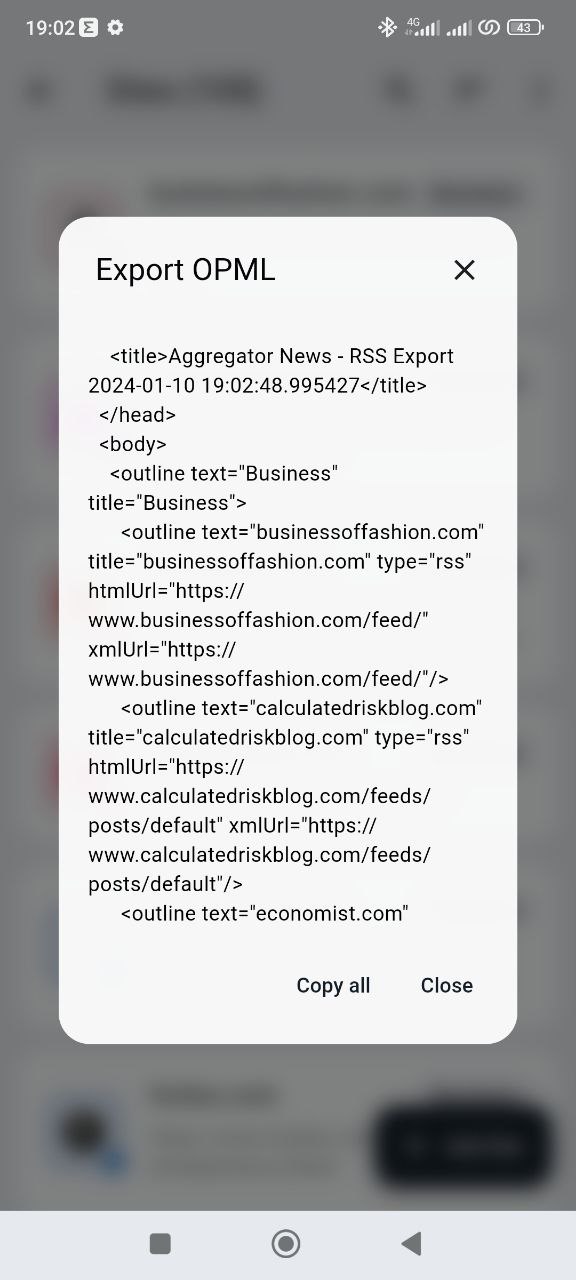 19:02
4G
43
Export OPML
<title>Aggregator News - RSS Export
2024-01-10 19:02:48.995427</title>
</head>
<body>
<outline text="Business"
title="Business">
<outline text="businessoffashion.com"
title="businessoffashion.com" type="rss"
htmlUrl="https://
www.businessoffashion.com/feed/"
xmlUrl="https://
www.businessoffashion.com/feed/"/>
<outline text="calculatedriskblog.com"
title="calculatedriskblog.com" type="rss"
htmlUrl="https://
www.calculatedriskblog.com/feeds/
posts/default" xmlUrl="https://
www.calculatedriskblog.com/feeds/
posts/default"/>
<outline text="economist.com"
Copy all Close